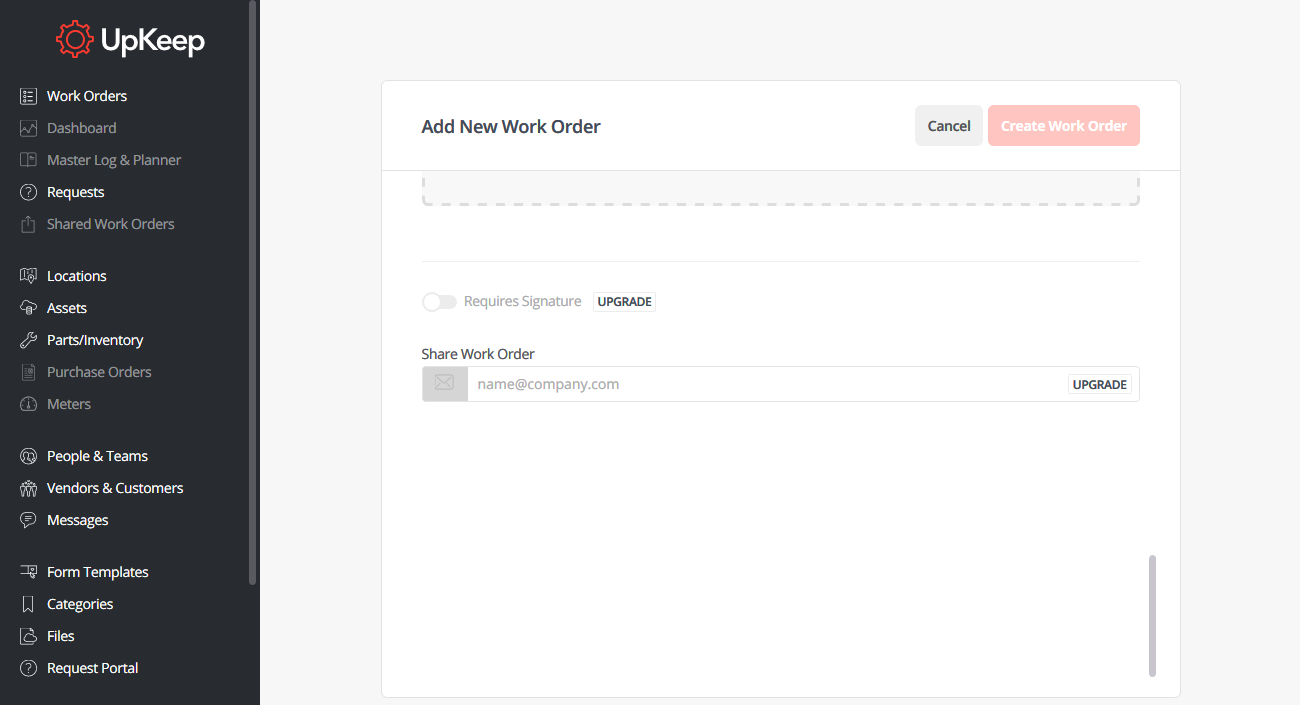 UpKeep
Work Orders
Dashboard
Master Log & Planner
Requests
Shared Work Orders
Locations
Assets
Parts/Inventory
Purchase Orders
Meters
People & Teams
Vendors & Customers
Messages
Form Templates
Categories
Files
Request Portal
Add New Work Order
Cancel
Create Work Order
Requires Signature UPGRADE
Share Work Order
name@company.com UPGRADE